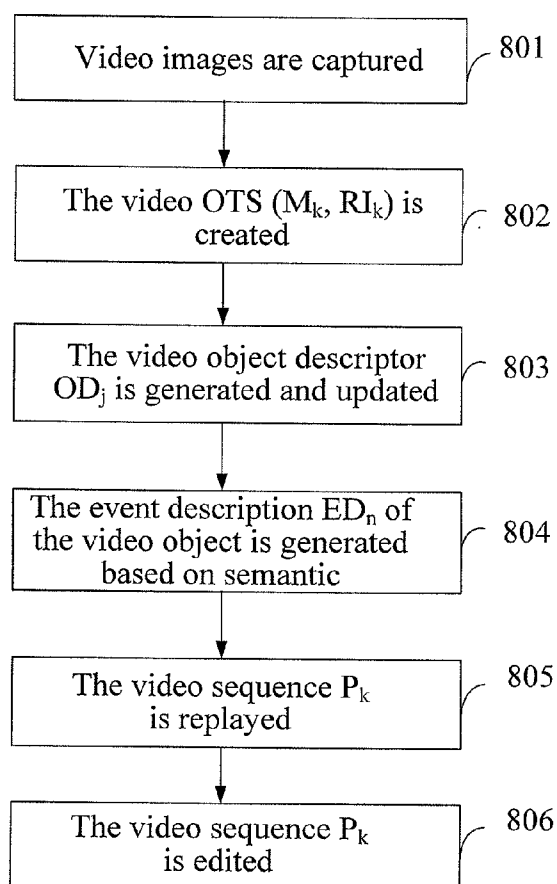 Video images are captured
801
The video OTS (Mₖ, RIₖ) is
created
802
The video object descriptor
ODⱼ is generated and updated
803
The event description EDₙ of
the video object is generated
based on semantic
804
The video sequence Pₖ
is replayed
805
The video sequence Pₖ
is edited
806